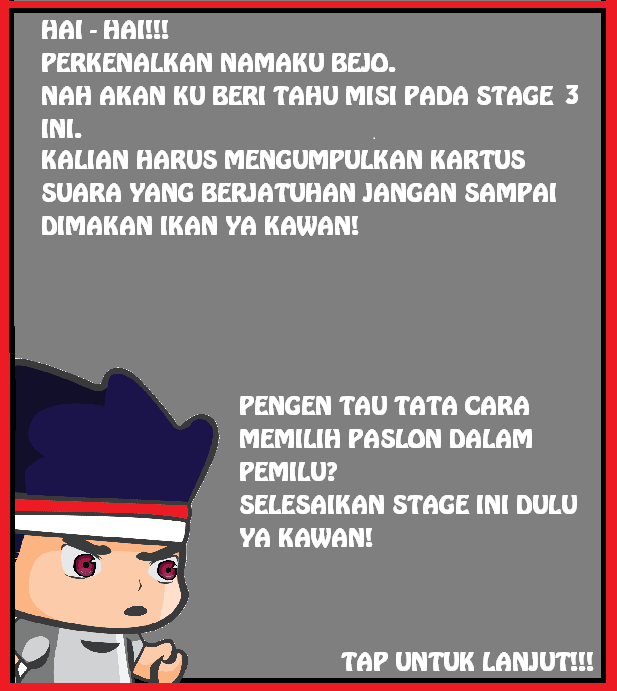 HAI - HAI!!!
PERKENALKAN NAMAKU BEJO.
NAH AKAN KU BERI TAHU MISI PADA STAGE 3
INI.
KALIAN HARUS MENGUMPULKAN KARTUS
SUARA YANG BERJATUHAN JANGAN SAMPAI
DIMAKAN IKAN YA KAWAN!
PENGEN TAU TATA CARA
MEMILIH PASLON DALAM
PEMILU?
SELESAIKAN STAGE INI DULU
YA KAWAN!
TAP UNTUK LANJUT!!!